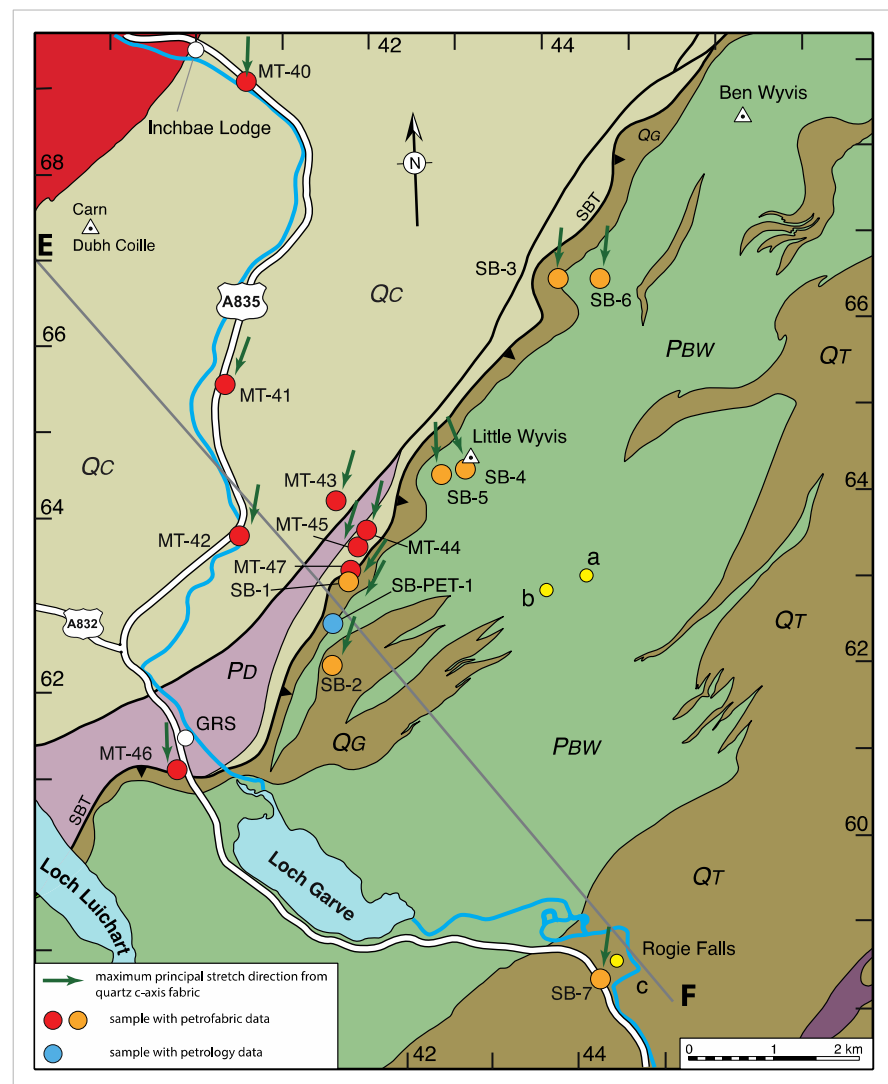 42
44
MT-40
Inchbae Lodge
Ben Wyvis
QG
N
68
SBT
Carn
Dubh Coille
E
SB-3
SB-6
A835
QC
66
66
PBW
QT
MT-41
Little Wyvis
QC
MT-43
SB-4
SB-5
64
64
MT-45
MT-42
MT-44
MT-47
a
SB-1
SB-PET-1
b
A832
QT
62
PD
SB-2
62
GRS
QG
PBW
MT-46
SBT
60
Loch Garve
QT
Loch Luichart
Rogie Falls
maximum principal stretch direction from
quartz c-axis fabric
SB-7
c
F
sample with petrofabric data
sample with petrology data
42
44
0
1
2 km